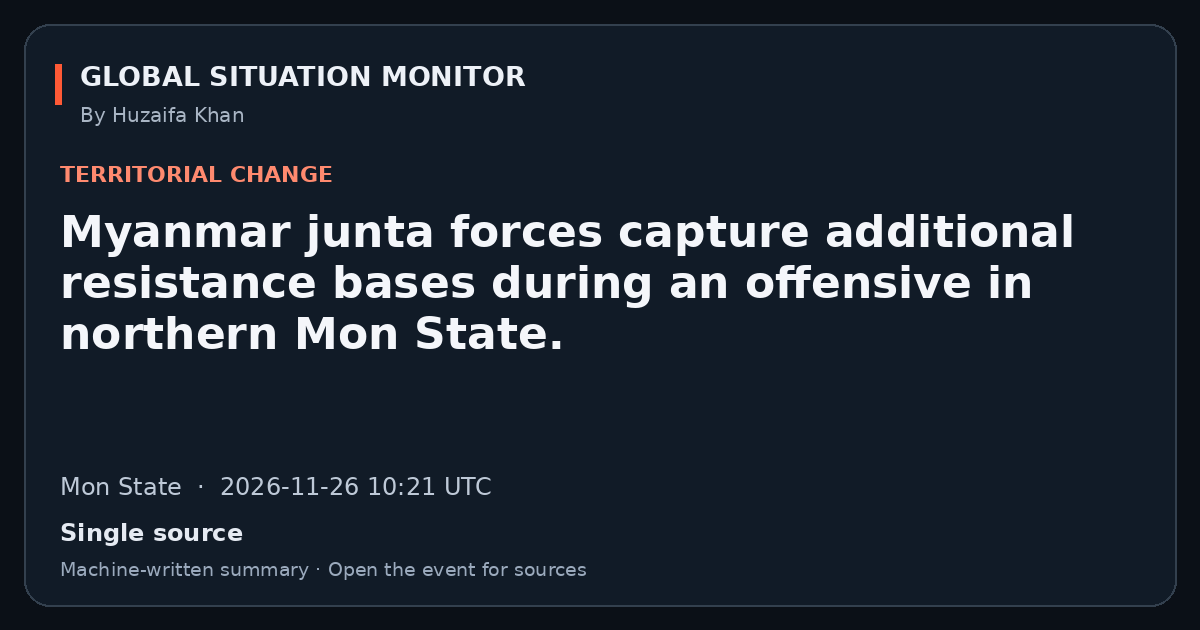 GLOBAL SITUATION MONITOR
By Huzaifa Khan
TERRITORIAL CHANGE
Myanmar junta forces capture additional
resistance bases during an offensive in
northern Mon State.
Mon State · 2026-11-26 10:21 UTC
Single source
Machine-written summary · Open the event for sources